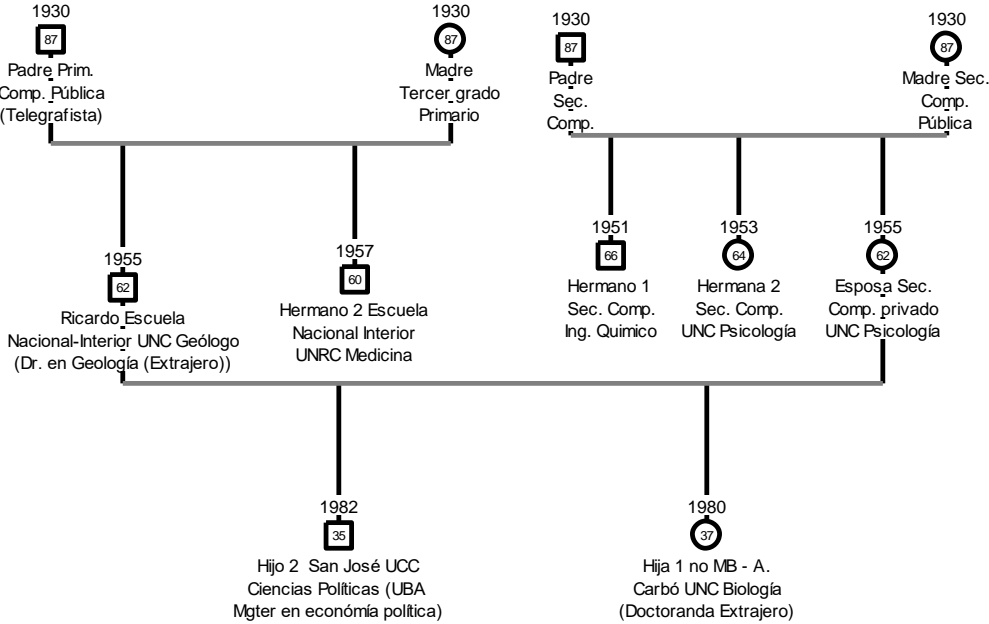 1930
87
Padre Prim.
Comp. Pública
(Telegrafista)
1930
87
Madre
Tercer grado
Primario
1930
87
Padre
Sec.
Comp.
1930
87
Madre Sec.
Comp.
Pública
1955
62
Ricardo Escuela
Nacional-Interior UNC Geólogo
(Dr. en Geología (Extrajero))
1957
60
Hermano 2 Escuela
Nacional Interior
UNRC Medicina
1951
66
Hermano 1
Sec. Comp.
Ing. Quimico
1953
64
Hermana 2
Sec. Comp.
UNC Psicología
1955
62
Esposa Sec.
Comp. privado
UNC Psicología
1982
35
Hijo 2 San José UCC
Ciencias Políticas (UBA
Mgter en económía política)
1980
37
Hija 1 no MB - A.
Carbó UNC Biología
(Doctoranda Extrajero)